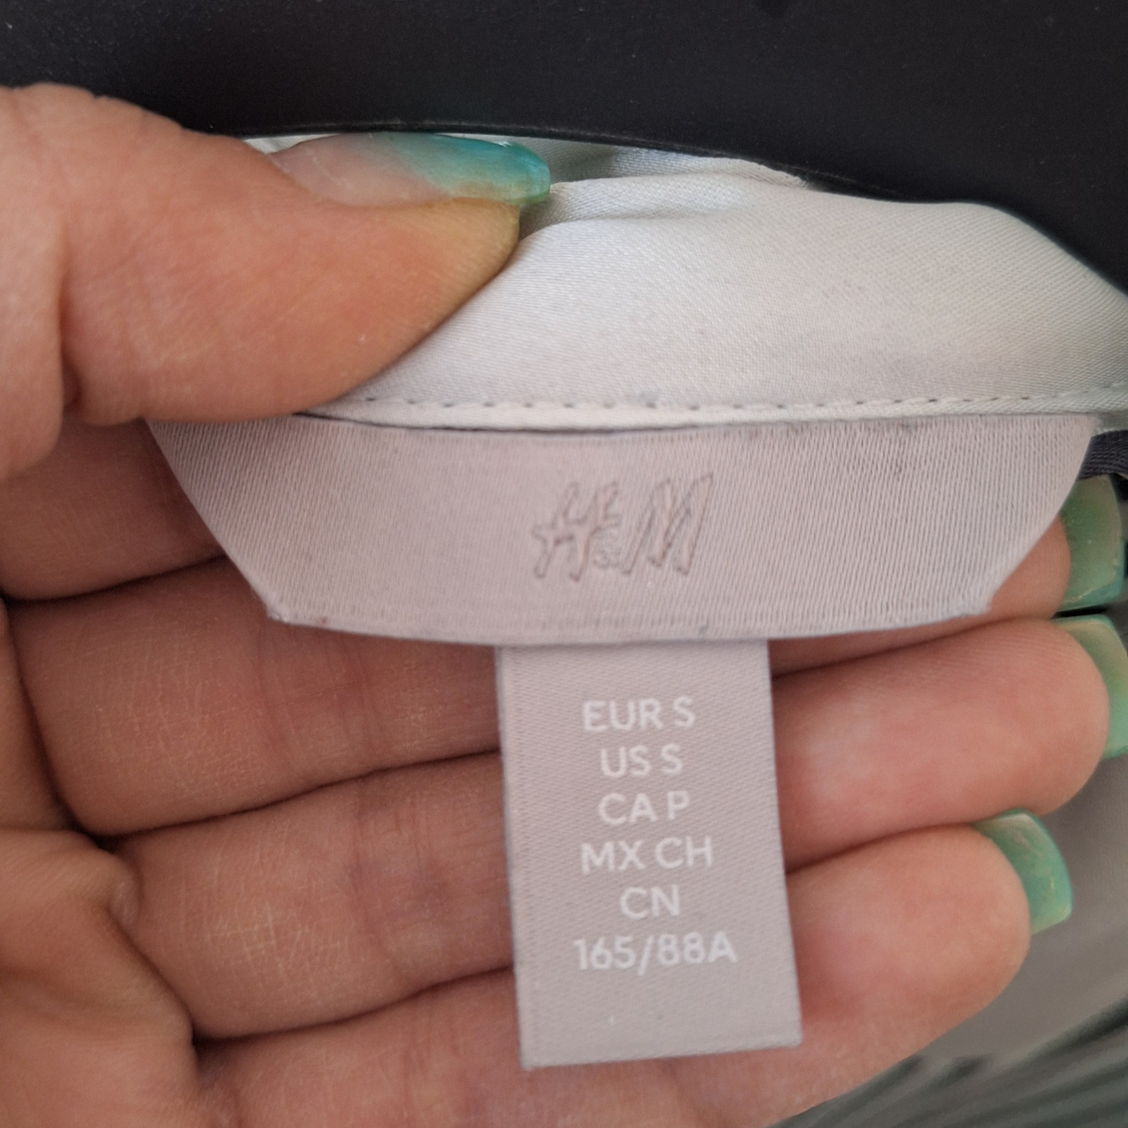 H&M
EUR S
US S
CA P
MX CH
CN
165/88A